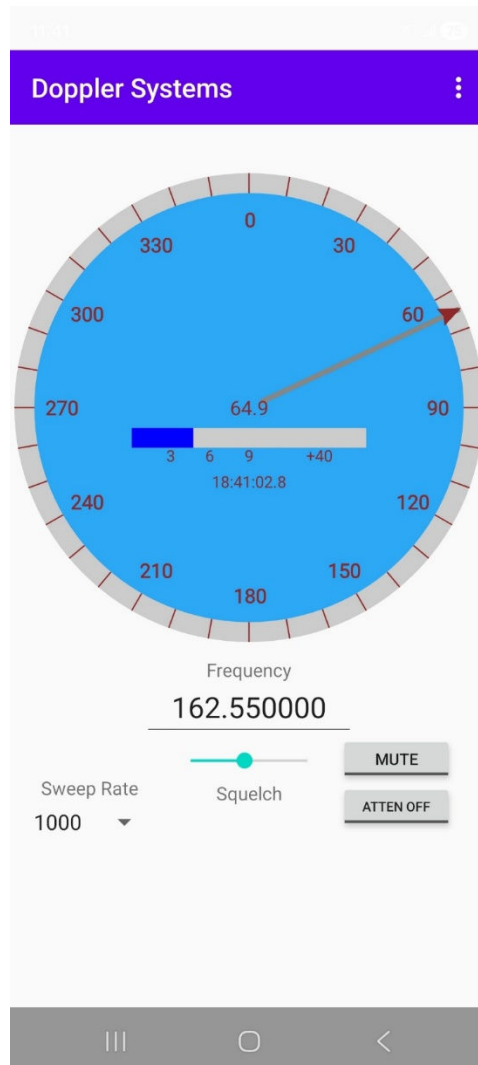 Doppler Systems
0
330
30
300
60
270
64.9
90
3 6 9 +40
18:41:02.8
240
120
210
150
180
Frequency
162.550000
MUTE
Sweep Rate
Squelch
1000
ATTEN OFF